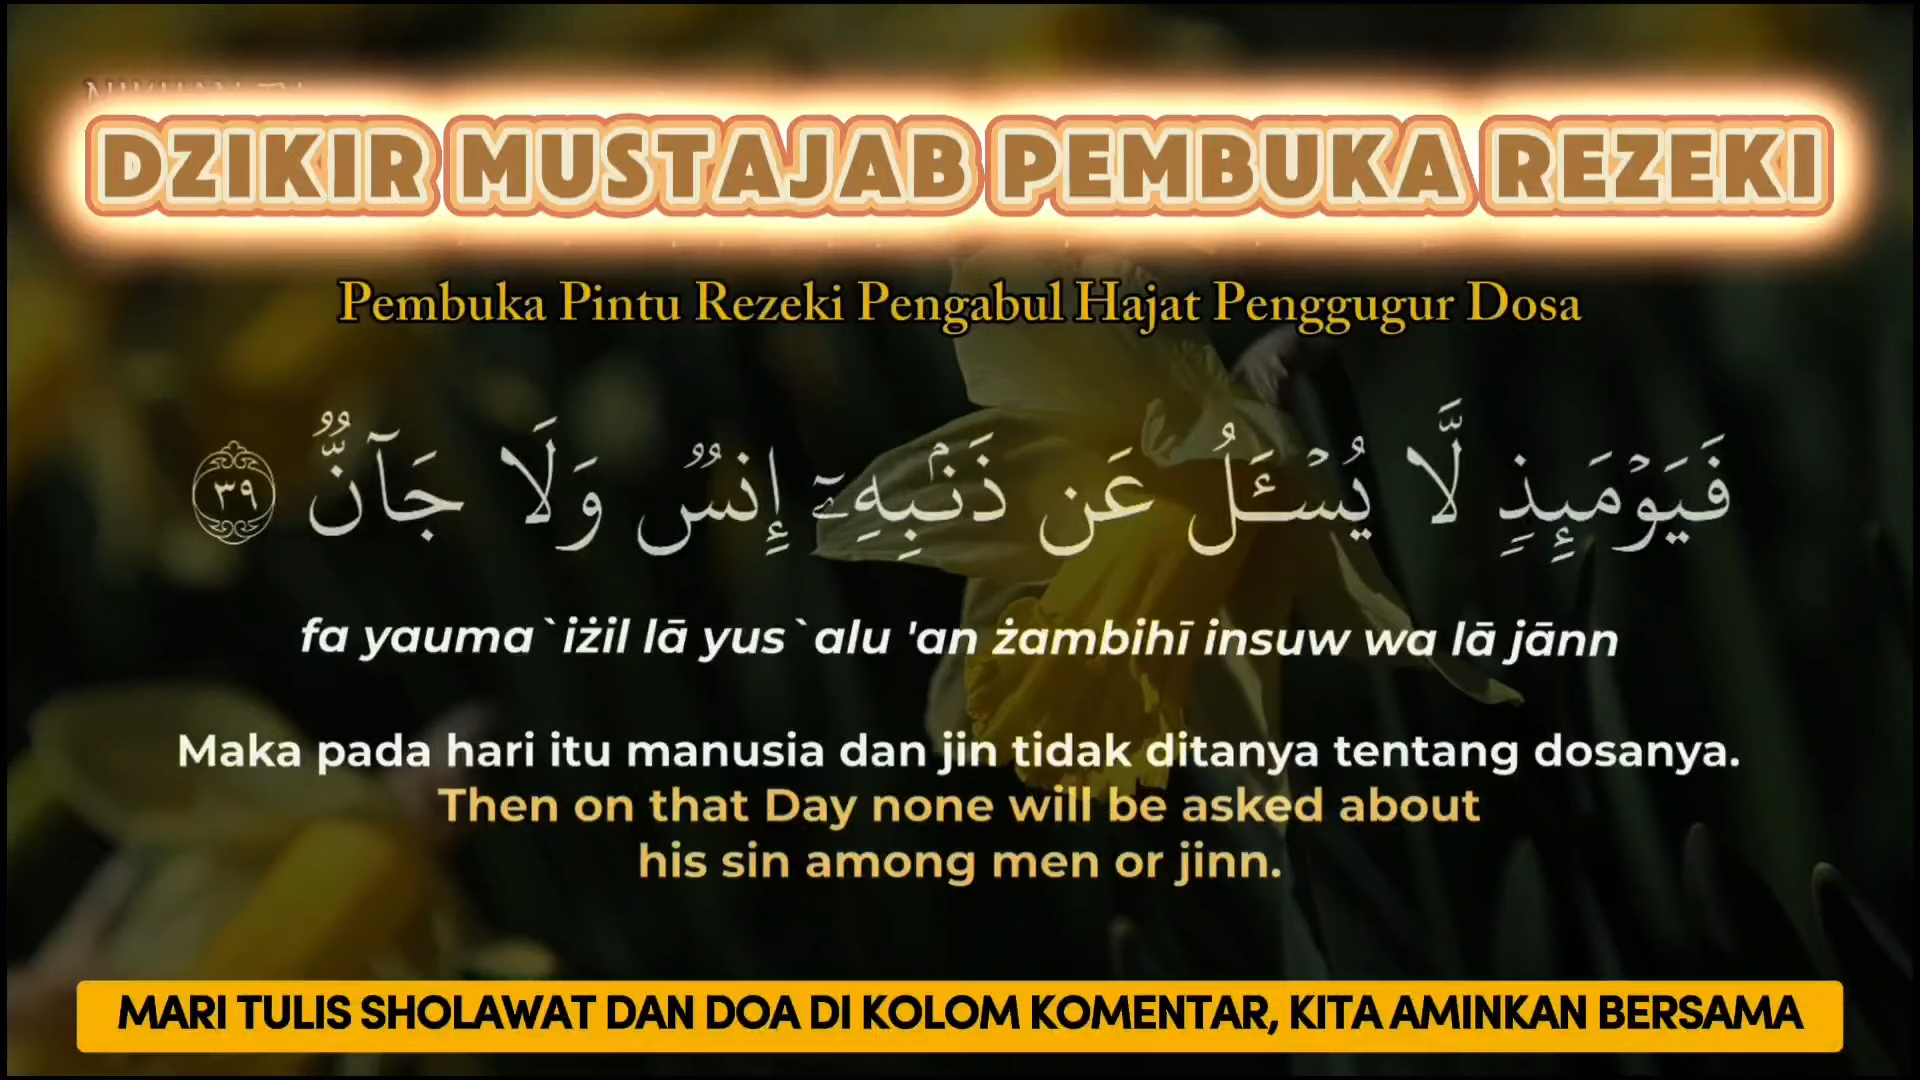 DZIKIR MUSTAJAB PEMBUKA REZEKI
Pembuka Pintu Rezeki Pengabul Hajat Penggugur Dosa
فَيَوْمَىِٕذٍ لَّا يُسْـَٔلُ عَن ذَنۢبِهِۦٓ إِنسٌ وَلَا جَآنٌّ ٣٩
fa yauma`iżil lā yus`alu 'an żambihī insuw wa lā jānn
Maka pada hari itu manusia dan jin tidak ditanya tentang dosanya.
Then on that Day none will be asked about
his sin among men or jinn.
MARI TULIS SHOLAWAT DAN DOA DI KOLOM KOMENTAR, KITA AMINKAN BERSAMA